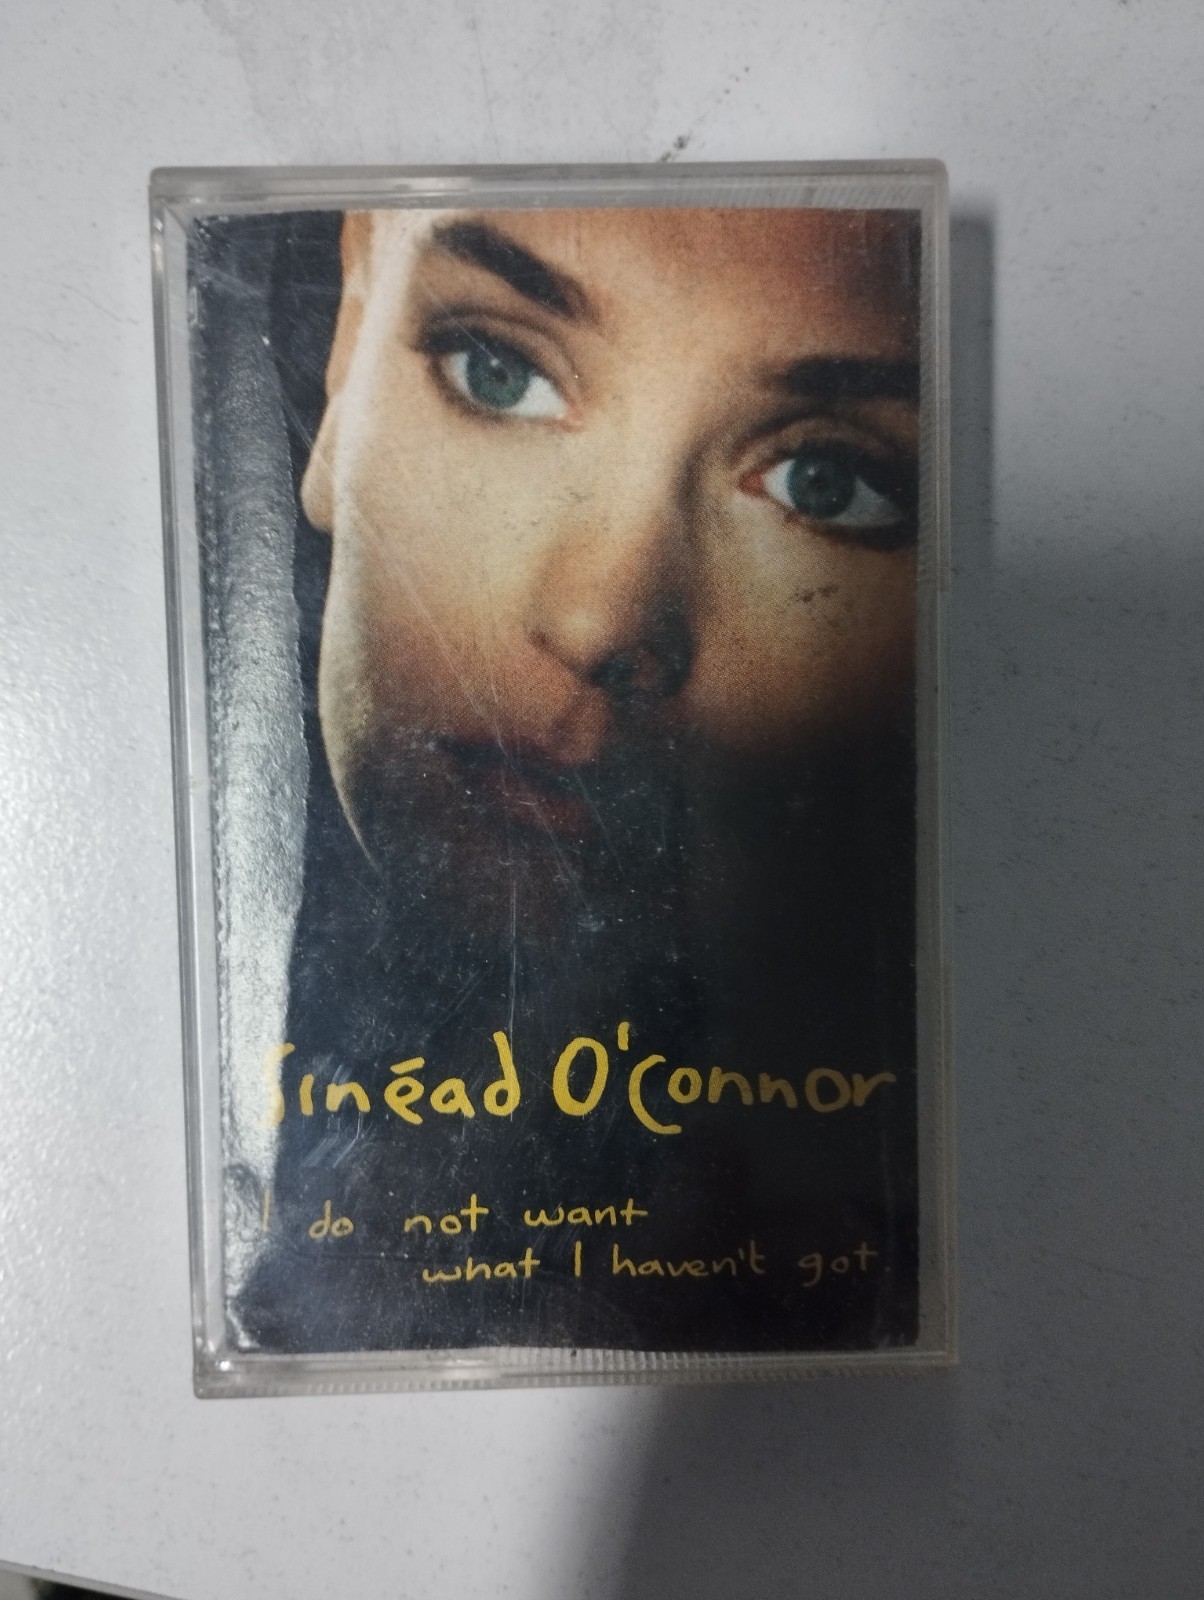 Sinéad O'Connor
I do not want
what I haven't got.